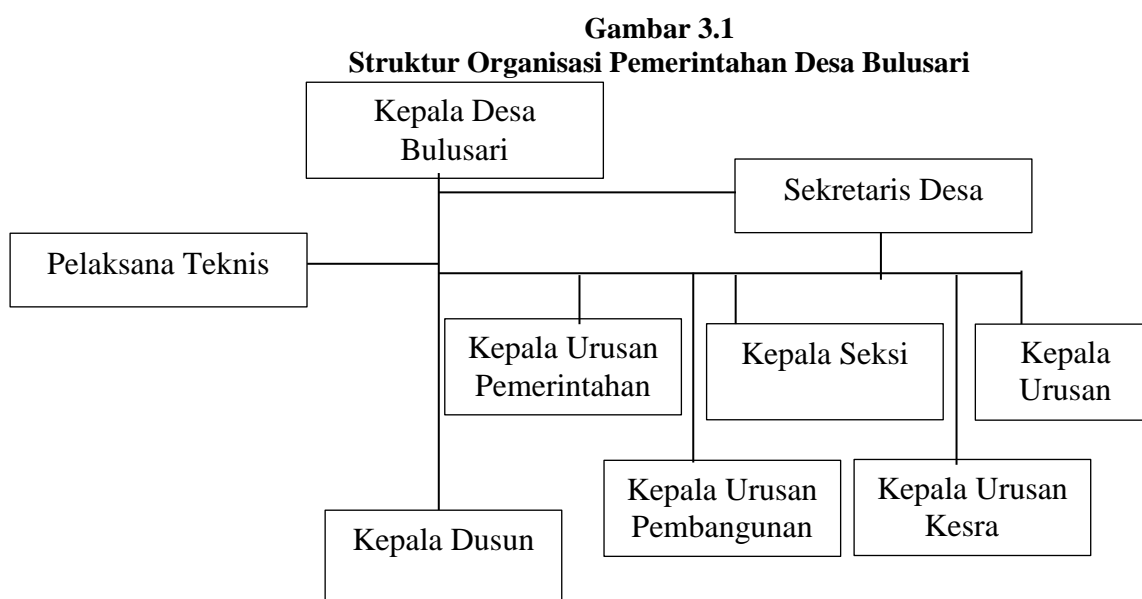 Gambar 3.1
Struktur Organisasi Pemerintahan Desa Bulusari
Kepala Desa
Bulusari
Sekretaris Desa
Pelaksana Teknis
Kepala Urusan
Pemerintahan
Kepala Seksi
Kepala
Urusan
Kepala Urusan
Pembangunan
Kepala Urusan
Kesra
Kepala Dusun